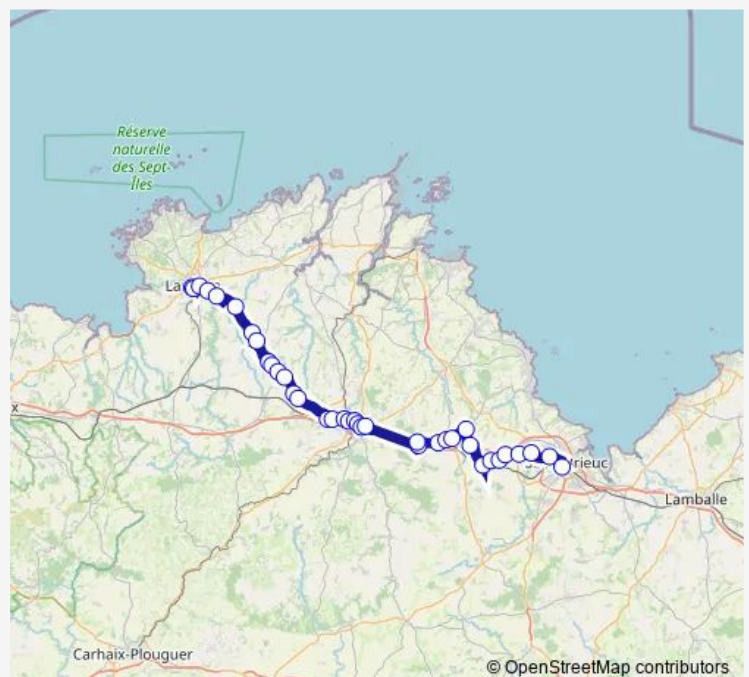 Réserve
naturelle
des Sept-
Îles
La
rieuc
Lamballe
x
Carhaix-Plouguer
© OpenStreetMap contributors